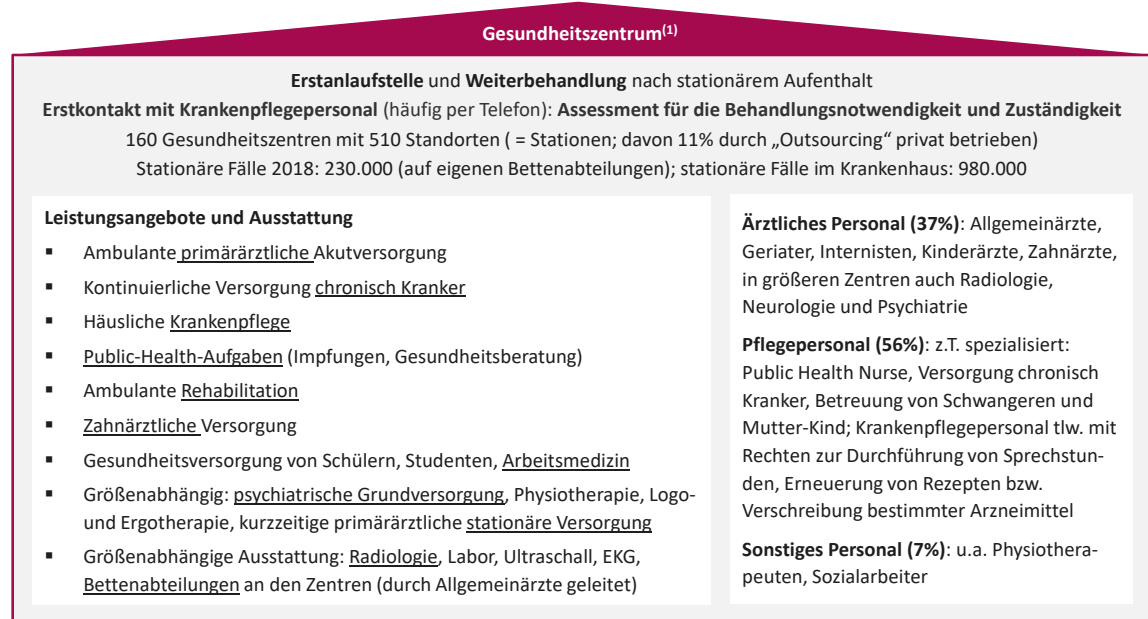 Gesundheitszentrum(1)
Erstanlaufstelle und Weiterbehandlung nach stationärem Aufenthalt
Erstkontakt mit Krankenpflegepersonal (häufig per Telefon): Assessment für die Behandlungsnotwendigkeit und Zuständigkeit
160 Gesundheitszentren mit 510 Standorten ( = Stationen; davon 11% durch „Outsourcing" privat betrieben)
Stationäre Fälle 2018: 230.000 (auf eigenen Bettenabteilungen); stationäre Fälle im Krankenhaus: 980.000
Leistungsangebote und Ausstattung
▪ Ambulante primärärztliche Akutversorgung
▪ Kontinuierliche Versorgung chronisch Kranker
▪ Häusliche Krankenpflege
▪ Public-Health-Aufgaben (Impfungen, Gesundheitsberatung)
▪ Ambulante Rehabilitation
▪ Zahnärztliche Versorgung
▪ Gesundheitsversorgung von Schülern, Studenten, Arbeitsmedizin
▪ Größenabhängig: psychiatrische Grundversorgung, Physiotherapie, Logo-
und Ergotherapie, kurzzeitige primärärztliche stationäre Versorgung
▪ Größenabhängige Ausstattung: Radiologie, Labor, Ultraschall, EKG,
Bettenabteilungen an den Zentren (durch Allgemeinärzte geleitet)
Ärztliches Personal (37%): Allgemeinärzte,
Geriater, Internisten, Kinderärzte, Zahnärzte,
in größeren Zentren auch Radiologie,
Neurologie und Psychiatrie
Pflegepersonal (56%): z.T. spezialisiert:
Public Health Nurse, Versorgung chronisch
Kranker, Betreuung von Schwangeren und
Mutter-Kind; Krankenpflegepersonal tlw. mit
Rechten zur Durchführung von Sprechstun-
den, Erneuerung von Rezepten bzw.
Verschreibung bestimmter Arzneimittel
Sonstiges Personal (7%): u.a. Physiothera-
peuten, Sozialarbeiter